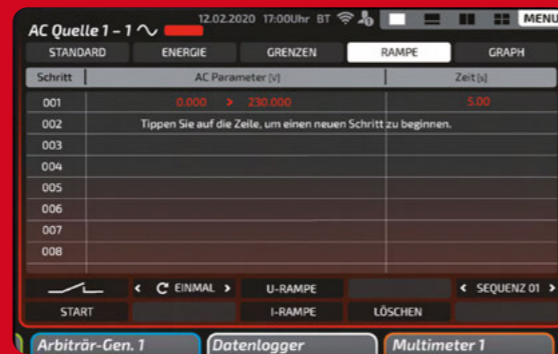 AC Quelle 1 – 1 12.02.2020 17:00Uhr BT MENU
STANDARD ENERGIE GRENZEN RAMPE GRAPH
Schritt AC Parameter [V] Zeit [s]
001 0.000 > 230.000 5.00
002 Tippen Sie auf die Zeile, um einen neuen Schritt zu beginnen.
003
004
005
006
007
008
< EINMAL > U-RAMPE < SEQUENZ 01 >
START I-RAMPE LÖSCHEN
Arbiträr-Gen. 1 Datenlogger Multimeter 1